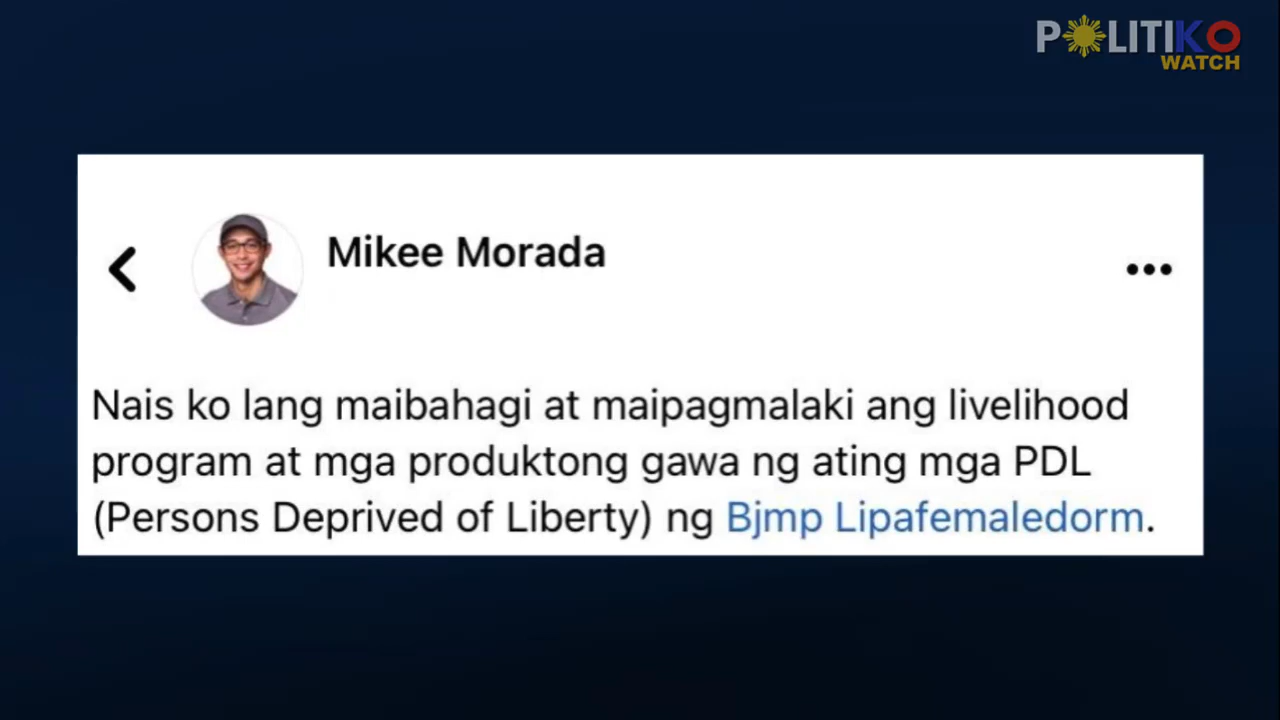 POLITIKO
WATCH
Mikee Morada
Nais ko lang maibahagi at maipagmalaki ang livelihood
program at mga produktong gawa ng ating mga PDL
(Persons Deprived of Liberty) ng Bjmp Lipafemaledorm.